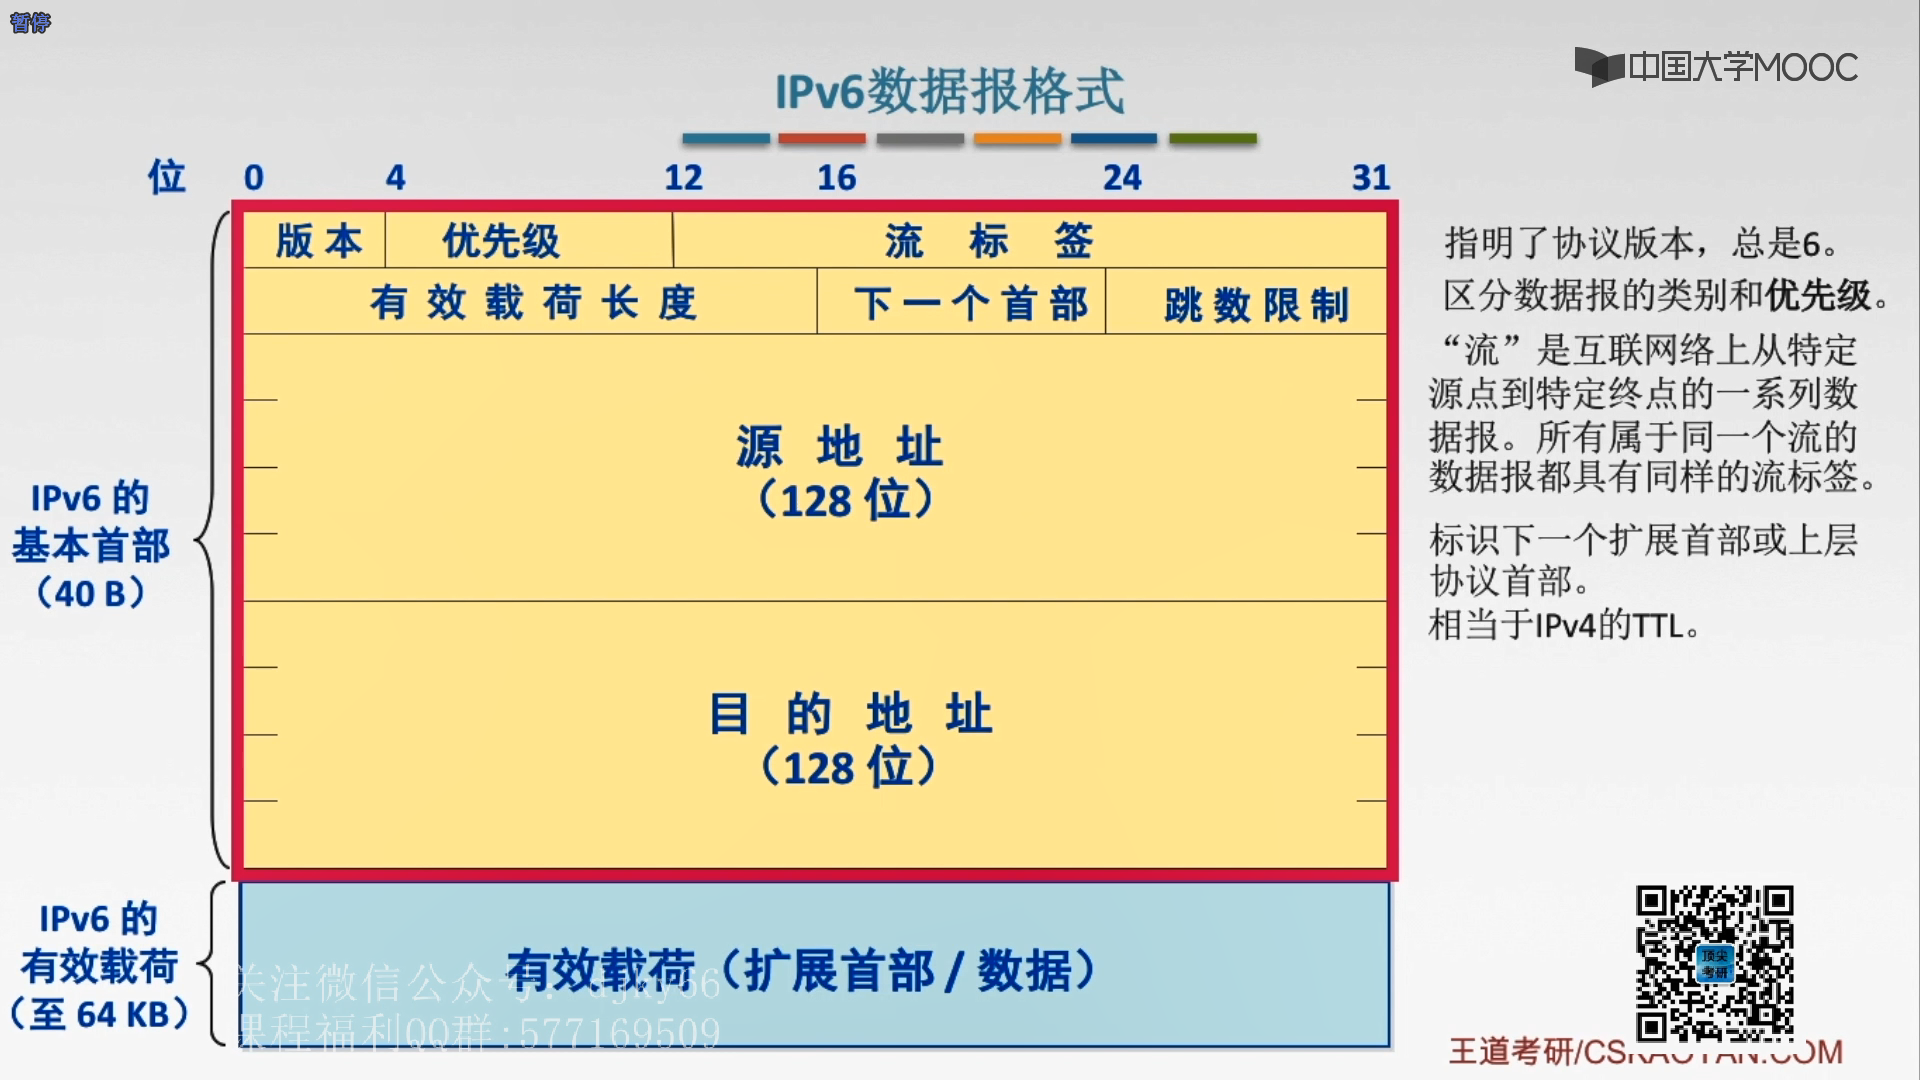 暂停
中国大学MOOC
IPv6数据报格式
位 0 4 12 16 24 31
版本 优先级 流标签
有效载荷长度 下一个首部 跳数限制
源地址
（128 位）
目的地址
（128 位）
IPv6 的
基本首部
（40 B）
指明了协议版本，总是6。
区分数据报的类别和优先级。
“流”是互联网络上从特定
源点到特定终点的一系列数
据报。所有属于同一个流的
数据报都具有同样的流标签。
标识下一个扩展首部或上层
协议首部。
相当于IPv4的TTL。
IPv6 的
有效载荷
（至 64 KB）
有效载荷（扩展首部 / 数据）
关注微信公众号: djky66
课程福利QQ群:577169509
顶尖
考研
王道考研/CSKAOYAN.COM